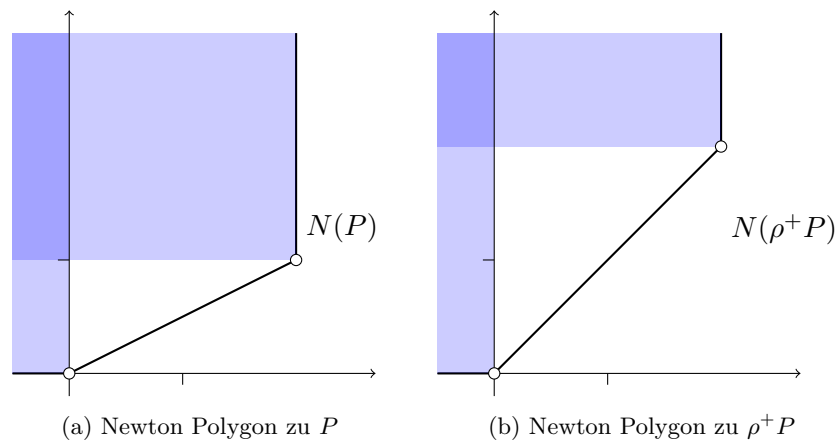 N(P)
N(ρ⁺P)
(a) Newton Polygon zu P
(b) Newton Polygon zu ρ⁺P